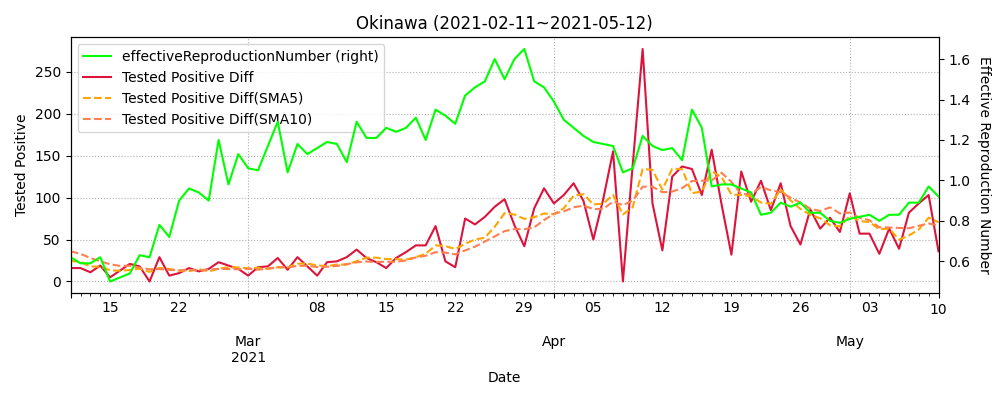 Okinawa (2021-02-11~2021-05-12)
effectiveReproductionNumber (right)
Tested Positive Diff
Tested Positive Diff(SMA5)
Tested Positive Diff(SMA10)
Tested Positive
250
200
150
100
50
0
Effective Reproduction Number
1.6
1.4
1.2
1.0
0.8
0.6
15 22 08 15 22 29 05 12 19 26 03 10
Mar Apr May
2021
Date